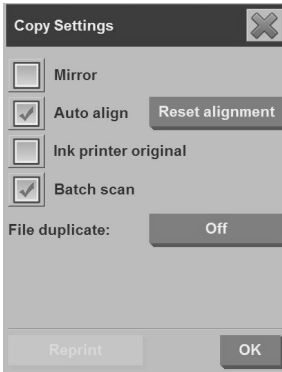 Copy Settings
Mirror
Auto align Reset alignment
Ink printer original
Batch scan
File duplicate: Off
Reprint OK